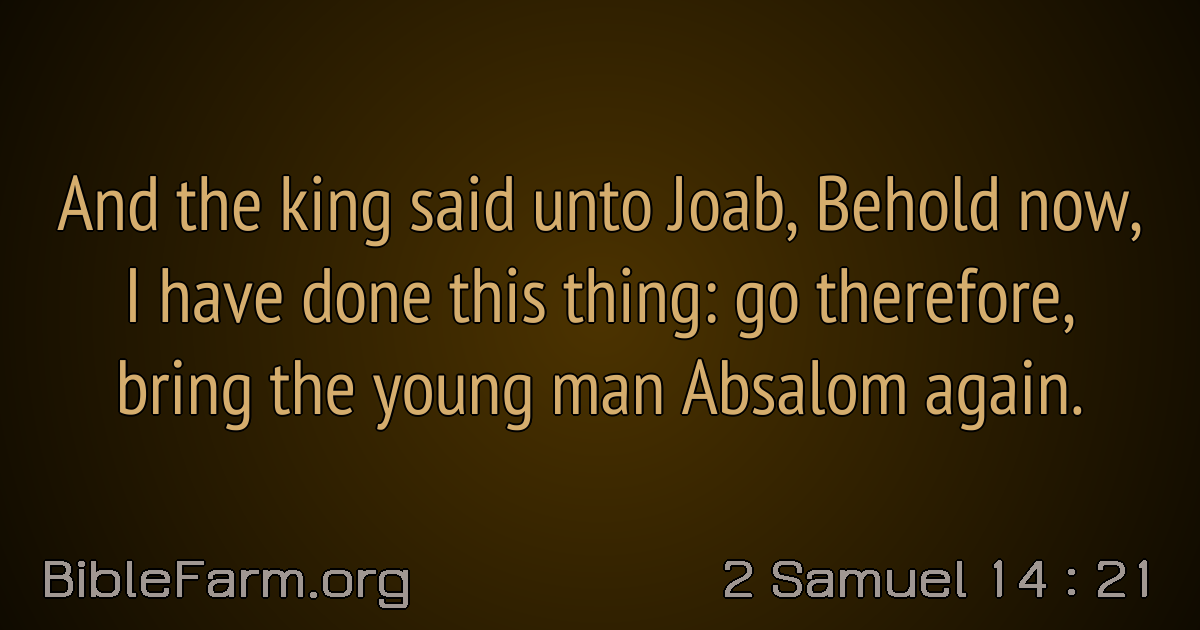 And the king said unto Joab, Behold now,
I have done this thing: go therefore,
bring the young man Absalom again.
BibleFarm.org
2 Samuel 14 : 21